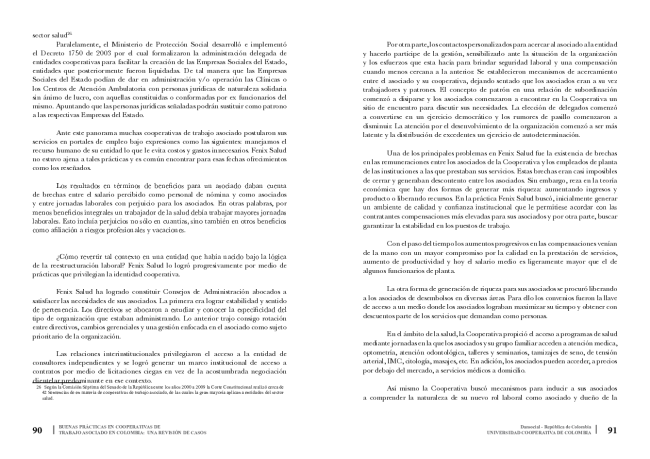 sector salud²⁶
Paralelamente, el Ministerio de Protección Social desarrolló e implementó
el Decreto 1750 de 2003 por el cual formalizaron la administración delegada de
entidades cooperativas para facilitar la creación de las Empresas Sociales del Estado,
entidades que posteriormente fueron liquidadas. De tal manera que las Empresas
Sociales del Estado podían de dar en administración y/o operación las Clínicas o
los Centros de Atención Ambulatoria con personas jurídicas de naturaleza solidaria
sin ánimo de lucro, con aquellas constituidas o conformadas por ex funcionarios del
mismo. Apuntando que las personas jurídicas señaladas podrán sustituir como patrono
a las respectivas Empresas del Estado.
Ante este panorama muchas cooperativas de trabajo asociado postularon sus
servicios en portales de empleo bajo expresiones como las siguientes: manejamos el
recurso humano de su entidad lo que le evita costos y gastos innecesarios. Fenix Salud
no estuvo ajena a tales prácticas y es común encontrar para esas fechas ofrecimientos
como los reseñados.
Los resultados en términos de beneficios para un asociado daban cuenta
de brechas entre el salario percibido como personal de nómina y como asociados
y entre jornadas laborales con perjuicio para los asociados. En otras palabras, por
menos beneficios integrales un trabajador de la salud debía trabajar mayores jornadas
laborales. Esto incluía perjuicios no sólo en cuantía, sino también en otros beneficios
como afiliación a riesgos profesionales y vacaciones.
¿Cómo revertir tal contexto en una entidad que había nacido bajo la lógica
de la reestructuración laboral? Fenix Salud lo logró progresivamente por medio de
prácticas que privilegian la identidad cooperativa.
Fenix Salud ha logrado constituir Consejos de Administración abocados a
satisfacer las necesidades de sus asociados. La primera era lograr estabilidad y sentido
de pertenencia. Los directivos se abocaron a estudiar y conocer la especificidad del
tipo de organización que estaban administrando. Lo anterior trajo consigo rotación
entre directivos, cambios gerenciales y una gestión enfocada en el asociado como sujeto
prioritario de la organización.
Las relaciones interinstitucionales privilegiaron el acceso a la entidad de
consultores independientes y se logró generar un marco institucional de acceso a
contratos por medio de licitaciones ciegas en vez de la acostumbrada negociación
clientelar predominante en ese contexto.
26 Según la Comisión Séptima del Senado de la República entre los años 2000 a 2009 la Corte Constitucional realizó cerca de
42 Sentencias de no manera de cooperativas de trabajo asociado, de las cuales la gran mayoría aplican a entidades del sector
salud.
90 BUENAS PRÁCTICAS EN COOPERATIVAS DE
TRABAJO ASOCIADO EN COLOMBIA: UNA REVISIÓN DE CASOS
Por otra parte, los contactos personalizados para acercar al asociado a la entidad
y hacerlo partícipe de la gestión, sensibilizarlo ante la situación de la organización
y los esfuerzos que esta hacía para brindar seguridad laboral y una compensación
cuando menos cercana a la anterior. Se establecieron mecanismos de acercamiento
entre el asociado y su cooperativa, dejando sentado que los asociados eran a su vez
trabajadores y patrones. El concepto de patrón en una relación de subordinación
comenzó a disiparse y los asociados comenzaron a encontrar en la Cooperativa un
sitio de encuentro para discutir sus necesidades. La elección de delegados comenzó
a convertirse en un ejercicio democrático y los rumores de pasillo comenzaron a
disminuir. La atención por el desenvolvimiento de la organización comenzó a ser más
latente y la distribución de excedentes un ejercicio de autodeterminación.
Una de los principales problemas en Fenix Salud fue la existencia de brechas
en las remuneraciones entre los asociados de la Cooperativa y los empleados de planta
de las instituciones a las que prestaban sus servicios. Estas brechas eran casi imposibles
de cerrar y generaban descontento entre los asociados. Sin embargo, reza en la teoría
económica que hay dos formas de generar más riqueza: aumentando ingresos y
producto o liberando recursos. En la práctica Fenix Salud buscó, inicialmente generar
un ambiente de calidad y confianza institucional que le permitiese acordar con las
contratantes compensaciones más elevadas para sus asociados y por otra parte, buscar
garantizar la estabilidad en los puestos de trabajo.
Con el paso del tiempo los aumentos progresivos en las compensaciones venían
de la mano con un mayor compromiso por la calidad en la prestación de servicios,
aumento de productividad y hoy el salario medio es ligeramente mayor que el de
algunos funcionarios de planta.
La otra forma de generación de riqueza para sus asociados se procuró liberando
a los asociados de desembolsos en diversas áreas. Para ello los convenios fueron la llave
de acceso a un medio donde los asociados lograban maximizar su tiempo y obtener con
descuentos parte de los servicios que demandan como personas.
En el ámbito de la salud, la Cooperativa propició el acceso a programas de salud
mediante jornadas en la que los asociados y su grupo familiar acceden a atención medica,
optometría, atención odontológica, talleres y seminarios, tamizajes de seno, de tensión
arterial, IMC, citología, masajes, etc. En adición, los asociados pueden acceder, a precios
por debajo del mercado, a servicios médicos a domicilio.
Así mismo la Cooperativa buscó mecanismos para inducir a sus asociados
a comprender la naturaleza de su nuevo rol laboral como asociado y dueño de la
Dansocial - República de Colombia
UNIVERSIDAD COOPERATIVA DE COLOMBIA 91